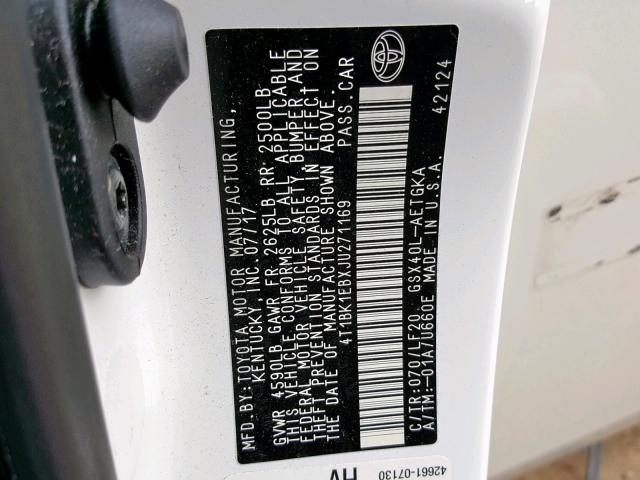 MFD.BY:TOYOTA MOTOR MANUFACTURING,
KENTUCKY, INC. 07/17
GVWR 4590LB GAWR FR 2625LB RR 2500LB
THIS VEHICLE CONFORMS TO ALL APPLICABLE
FEDERAL MOTOR VEHICLE SAFETY, BUMPER, AND
THEFT PREVENTION STANDARDS IN EFFECT ON
THE DATE OF MANUFACTURE SHOWN ABOVE.
4T1BK1EBXJU271169 PASS.CAR
C/TR:070/LF20 GSX40L-AETGKA
A/TM:-01A/U660E MADE IN U.S.A.
42124
HV
42661-07130